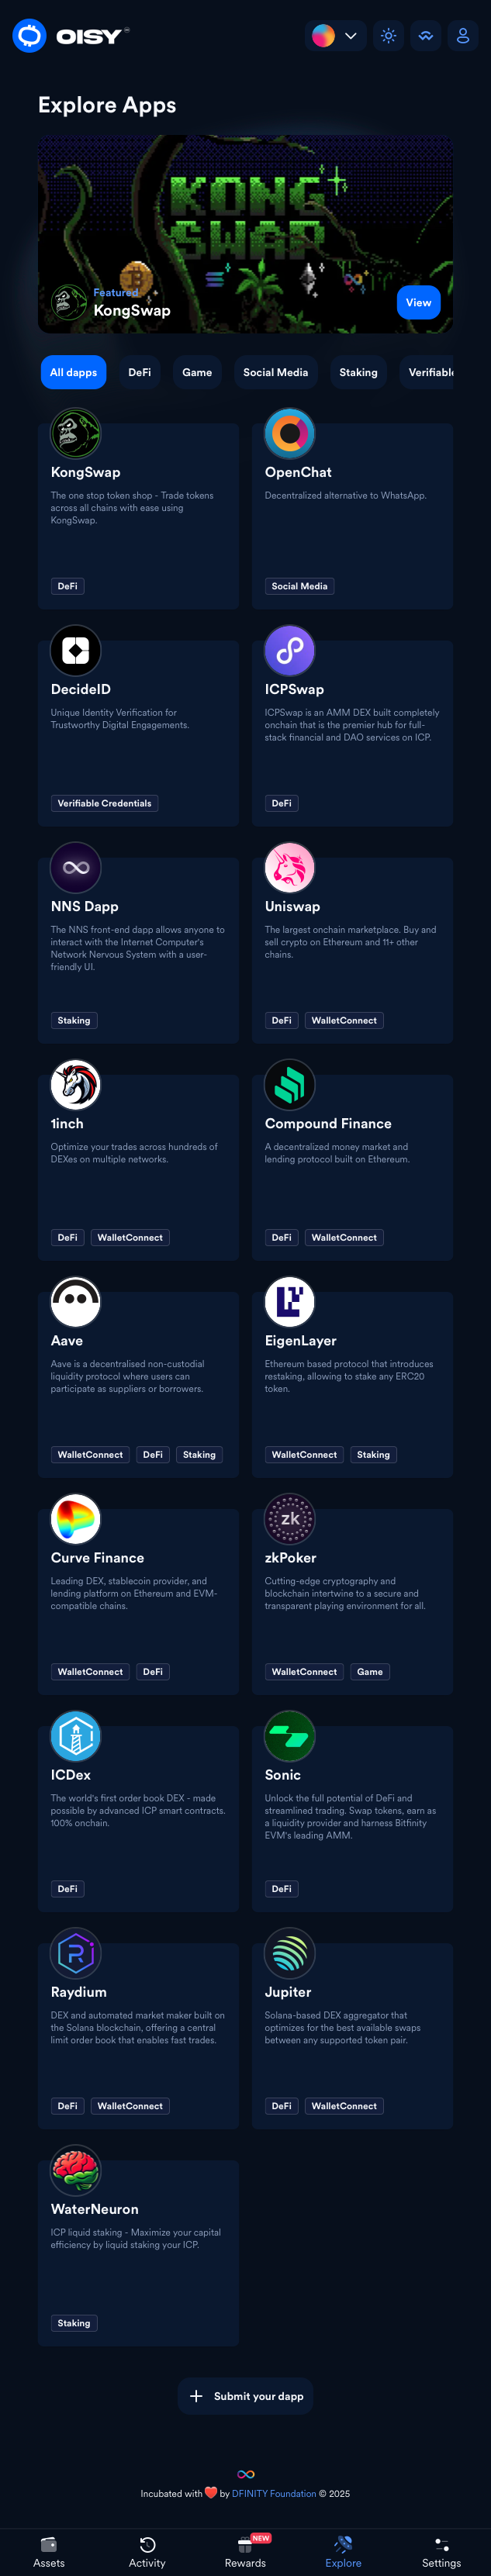 OISY
Explore Apps
KONG
SWAP
Featured
KongSwap
View
All dapps
DeFi
Game
Social Media
Staking
Verifiable
KongSwap
The one stop token shop - Trade tokens
across all chains with ease using
KongSwap.
DeFi
OpenChat
Decentralized alternative to WhatsApp.
Social Media
DecideID
Unique Identity Verification for
Trustworthy Digital Engagements.
Verifiable Credentials
ICPSwap
ICPSwap is an AMM DEX built completely
onchain that is the premier hub for full-
stack financial and DAO services on ICP.
DeFi
NNS Dapp
The NNS front-end dapp allows anyone to
interact with the Internet Computer's
Network Nervous System with a user-
friendly UI.
Staking
Uniswap
The largest onchain marketplace. Buy and
sell crypto on Ethereum and 11+ other
chains.
DeFi
WalletConnect
1inch
Optimize your trades across hundreds of
DEXes on multiple networks.
DeFi
WalletConnect
Compound Finance
A decentralized money market and
lending protocol built on Ethereum.
DeFi
WalletConnect
Aave
Aave is a decentralised non-custodial
liquidity protocol where users can
participate as suppliers or borrowers.
WalletConnect
DeFi
Staking
EigenLayer
Ethereum based protocol that introduces
restaking, allowing to stake any ERC20
token.
WalletConnect
Staking
Curve Finance
Leading DEX, stablecoin provider, and
lending platform on Ethereum and EVM-
compatible chains.
WalletConnect
DeFi
zk
zkPoker
Cutting-edge cryptography and
blockchain intertwine to a secure and
transparent playing environment for all.
WalletConnect
Game
ICDex
The world's first order book DEX - made
possible by advanced ICP smart contracts.
100% onchain.
DeFi
Sonic
Unlock the full potential of DeFi and
streamlined trading. Swap tokens, earn as
a liquidity provider and harness Bitfinity
EVM's leading AMM.
DeFi
Raydium
DEX and automated market maker built on
the Solana blockchain, offering a central
limit order book that enables fast trades.
DeFi
WalletConnect
Jupiter
Solana-based DEX aggregator that
optimizes for the best available swaps
between any supported token pair.
DeFi
WalletConnect
WaterNeuron
ICP liquid staking - Maximize your capital
efficiency by liquid staking your ICP.
Staking
Submit your dapp
Incubated with ❤️ by DFINITY Foundation © 2025
Assets
Activity
NEW
Rewards
Explore
Settings